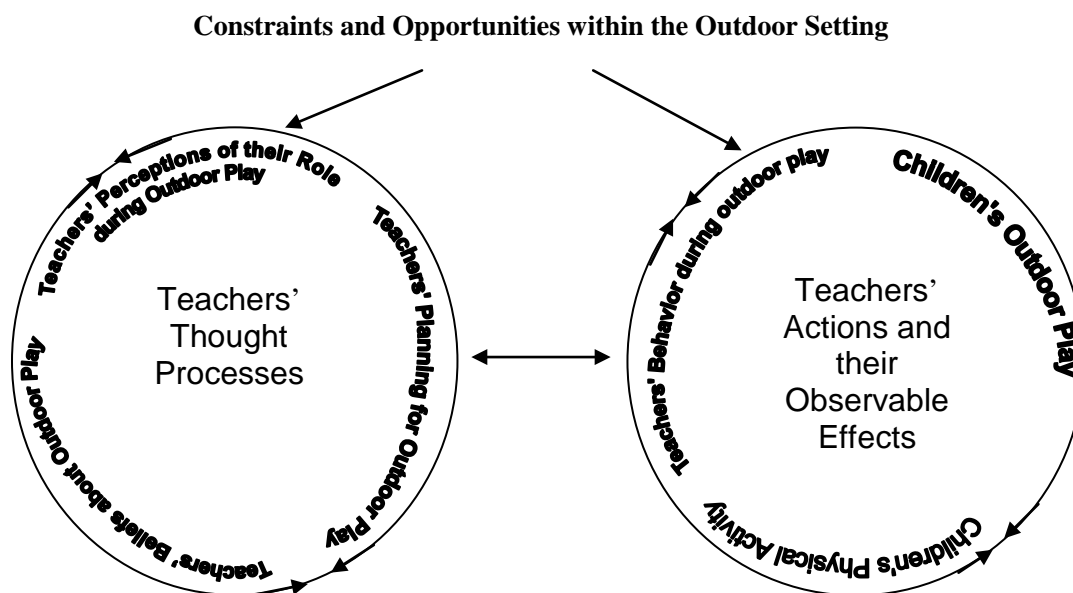 Constraints and Opportunities within the Outdoor Setting
Teachers' Perceptions of their Role
during Outdoor Play
Teachers' Planning for Outdoor Play
Teachers' Beliefs about Outdoor Play
Teachers’
Thought
Processes
Teachers' Behavior during outdoor play
Children's Outdoor Play
Children's Physical Activity
Teachers’
Actions and
their
Observable
Effects